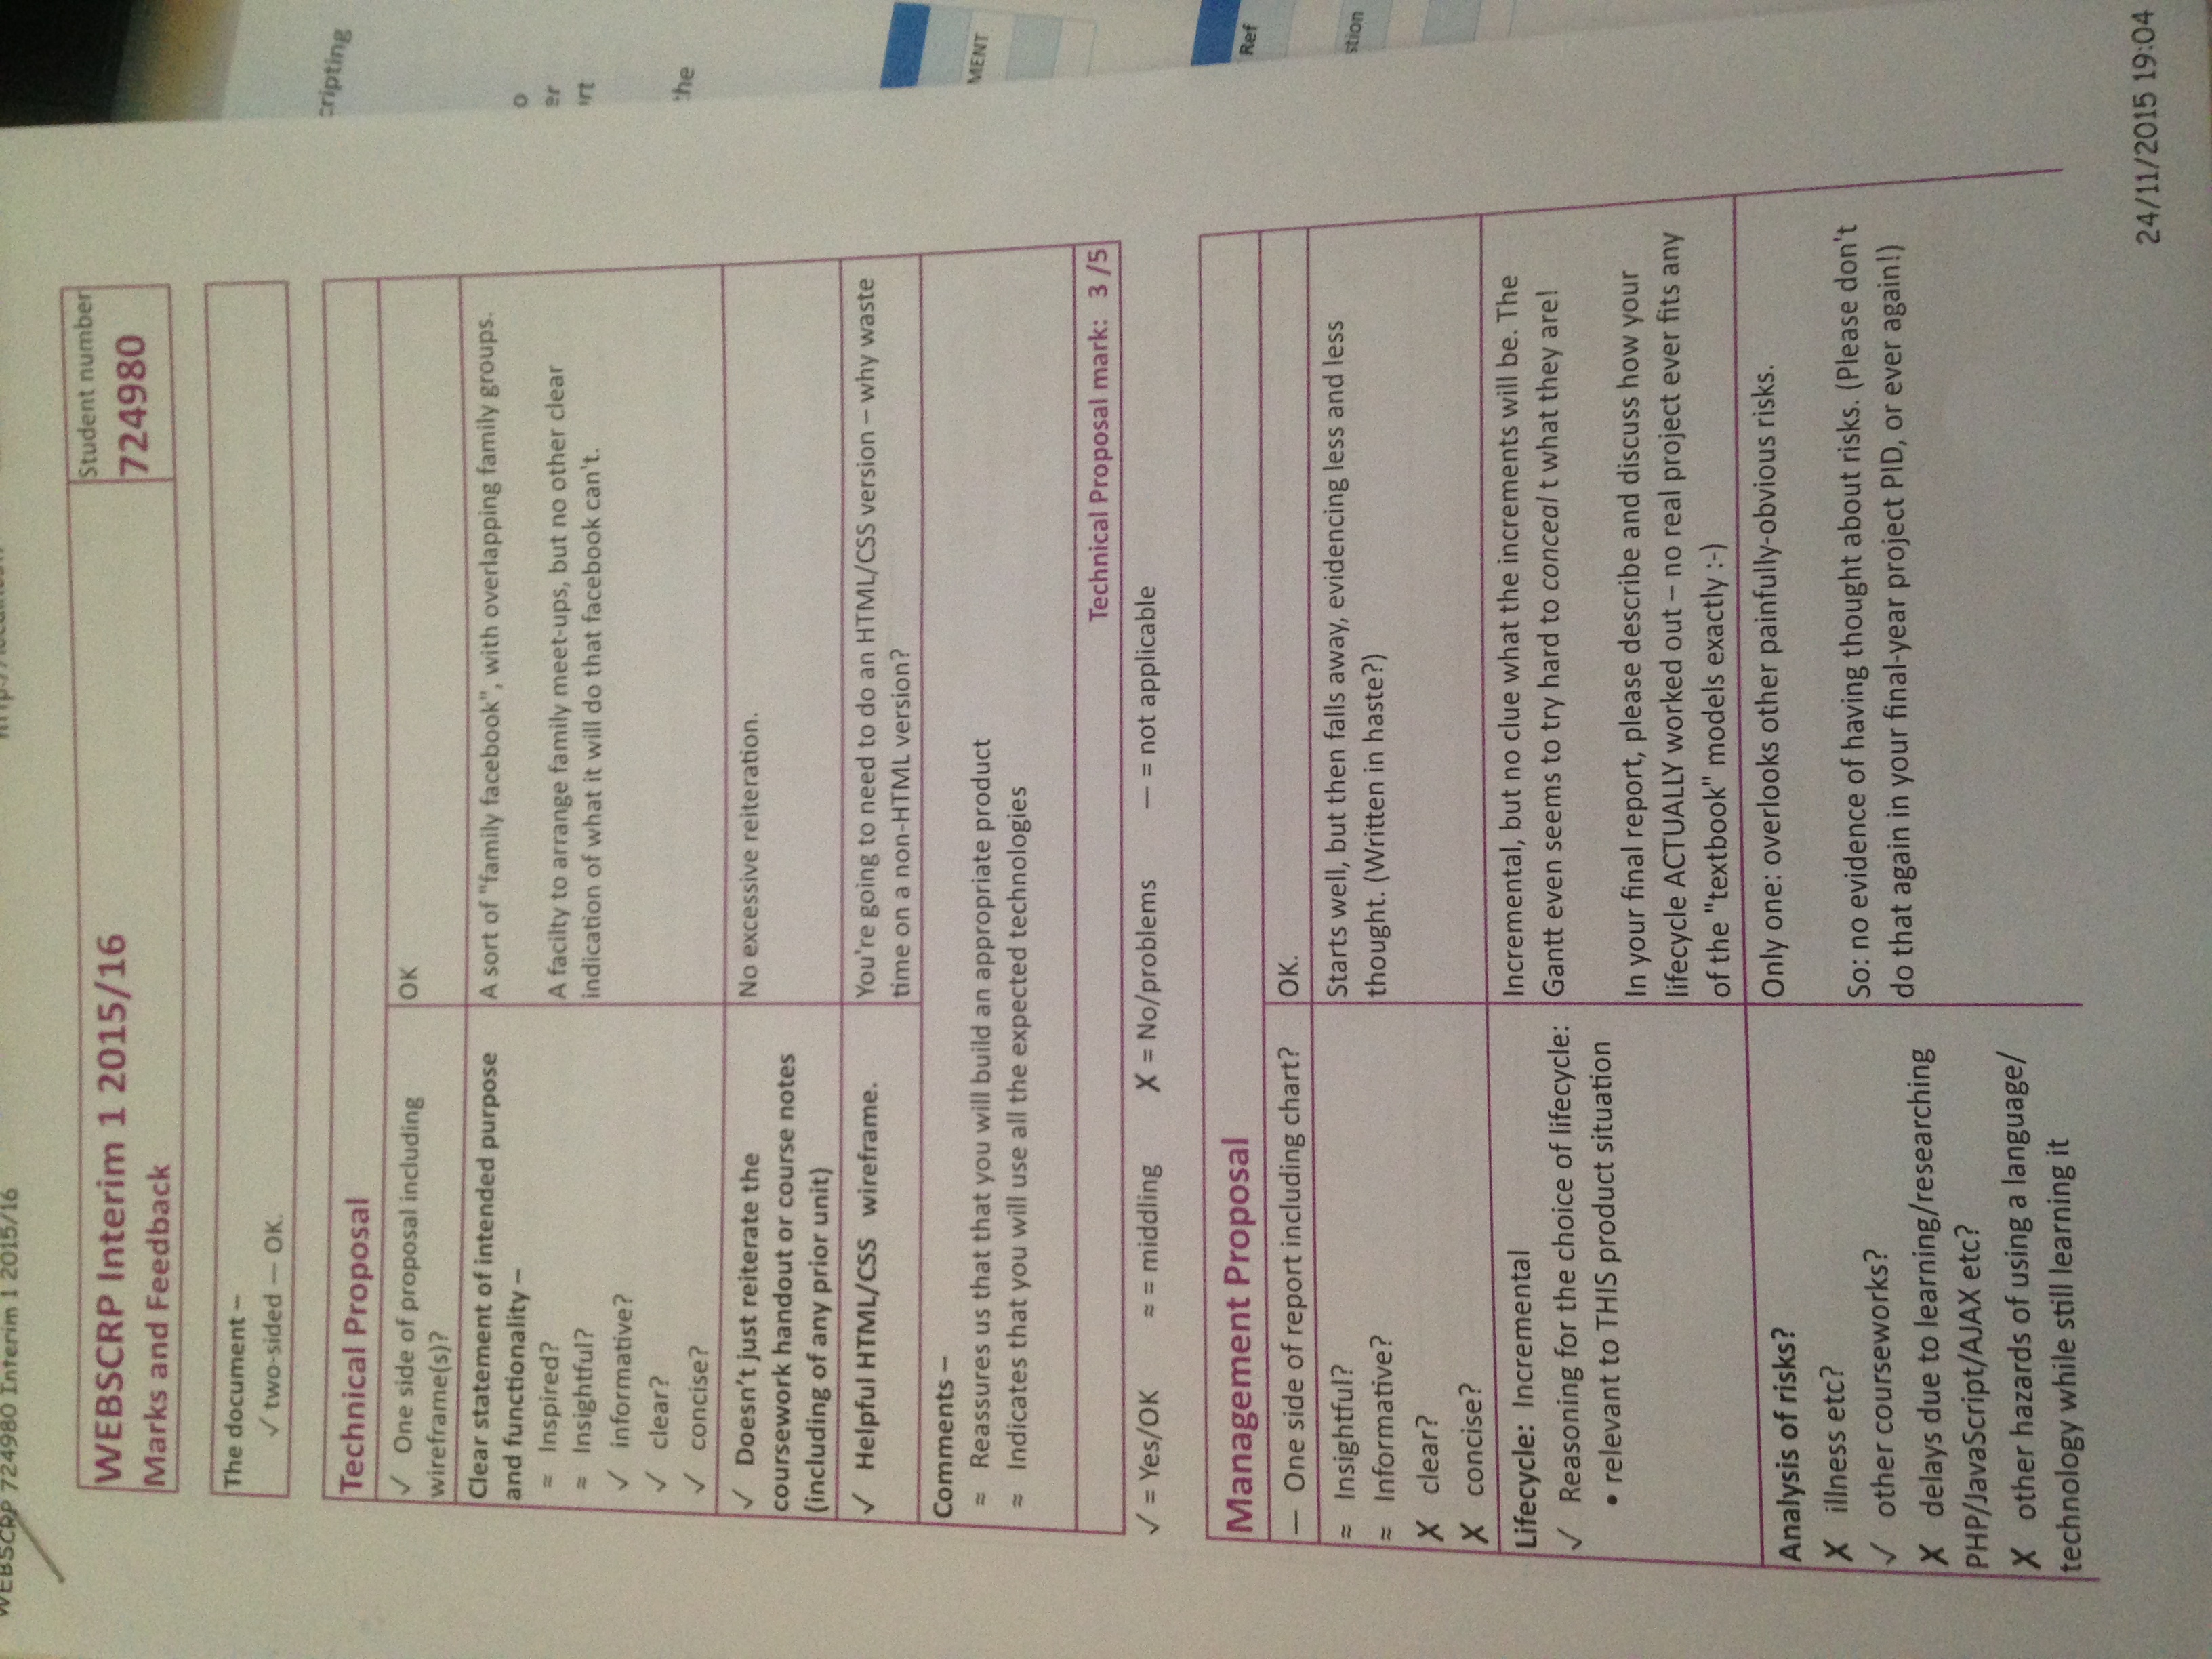 WEBSCRP 724980 Interim 1 2015/16
WEBSCRP Interim 1 2015/16
Marks and Feedback
Student number
724980
The document –
✓ two-sided — OK.
Technical Proposal
✓ One side of proposal including
wireframe(s)?
OK
Clear statement of intended purpose
and functionality –
≈ Inspired?
≈ Insightful?
✓ informative?
✓ clear?
✓ concise?
A sort of "family facebook", with overlapping family groups.
A facilty to arrange family meet-ups, but no other clear
indication of what it will do that facebook can't.
✓ Doesn't just reiterate the
coursework handout or course notes
(including of any prior unit)
No excessive reiteration.
✓ Helpful HTML/CSS wireframe.
You're going to need to do an HTML/CSS version – why waste
time on a non-HTML version?
Comments –
≈ Reassures us that that you will build an appropriate product
≈ Indicates that you will use all the expected technologies
Technical Proposal mark: 3 /5
✓ = Yes/OK ≈ = middling X = No/problems — = not applicable
Management Proposal
— One side of report including chart?
OK.
≈ Insightful?
≈ Informative?
X clear?
X concise?
Starts well, but then falls away, evidencing less and less
thought. (Written in haste?)
Lifecycle: Incremental
✓ Reasoning for the choice of lifecycle:
• relevant to THIS product situation
Incremental, but no clue what the increments will be. The
Gantt even seems to try hard to conceal t what they are!
In your final report, please describe and discuss how your
lifecycle ACTUALLY worked out – no real project ever fits any
of the "textbook" models exactly :-)
Analysis of risks?
X illness etc?
✓ other courseworks?
X delays due to learning/researching
PHP/JavaScript/AJAX etc?
X other hazards of using a language/
technology while still learning it
Only one: overlooks other painfully-obvious risks.
So: no evidence of having thought about risks. (Please don't
do that again in your final-year project PID, or ever again!)
24/11/2015 19:04
cripting
o
er
the
MENT
Ref
stion